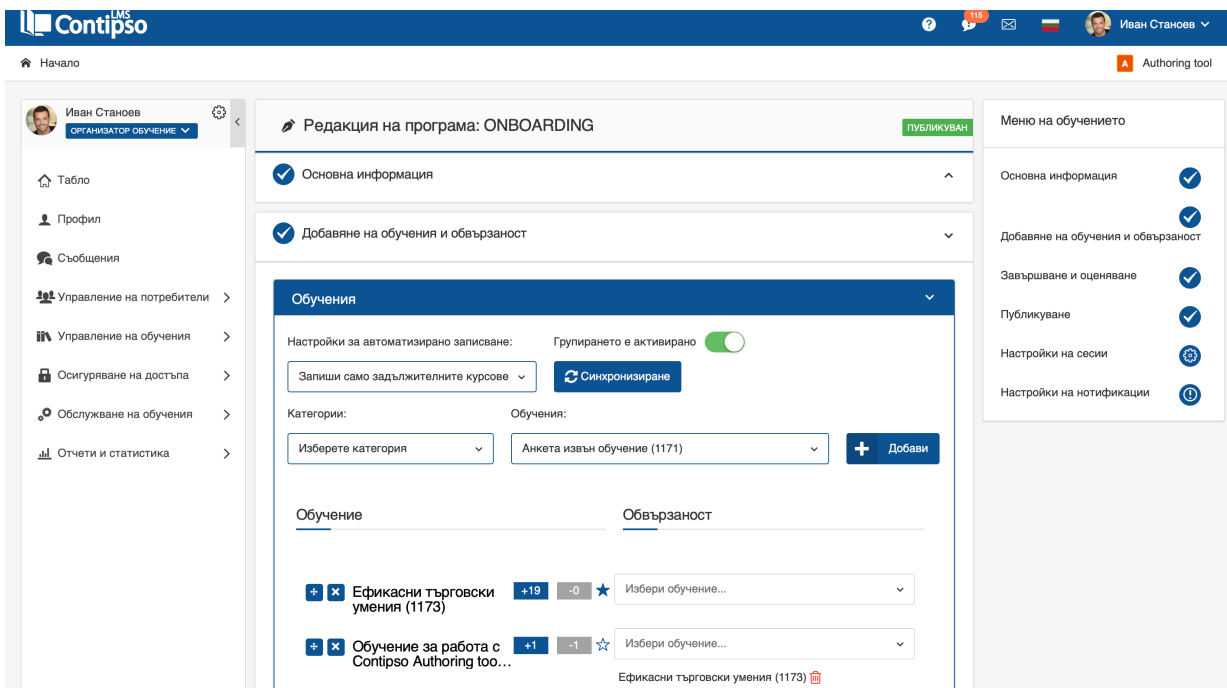 Contipso
LMS
115
Иван Станоев
Начало
A Authoring tool
Иван Станоев
ОРГАНИЗАТОР ОБУЧЕНИЕ
Табло
Профил
Съобщения
Управление на потребители
Управление на обучения
Осигуряване на достъпа
Обслужване на обучения
Отчети и статистика
Редакция на програма: ONBOARDING
ПУБЛИКУВАН
Основна информация
Добавяне на обучения и обвързаност
Обучения
Настройки за автоматизирано записване:
Групирането е активирано
Запиши само задължителните курсове
Синхронизиране
Категории:
Обучения:
Изберете категория
Анкета извън обучение (1171)
Добави
Обучение
Обвързаност
Ефикасни търговски
умения (1173)
+19
-0
Избери обучение...
Обучение за работа с
Contipso Authoring too...
+1
-1
Избери обучение...
Ефикасни търговски умения (1173)
Меню на обучението
Основна информация
Добавяне на обучения и обвързаност
Завършване и оценяване
Публикуване
Настройки на сесии
Настройки на нотификации